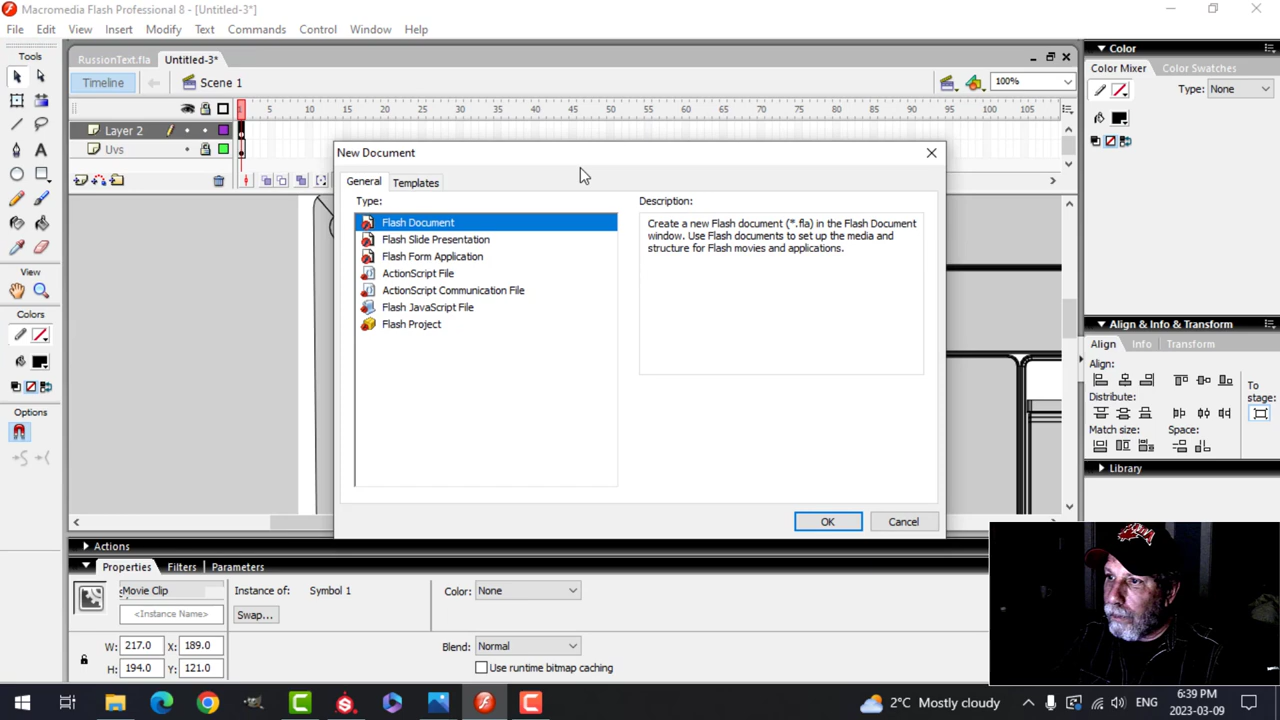 Macromedia Flash Professional 8 - [Untitled-3*]
File Edit View Insert Modify Text Commands Control Window Help
Tools
RussionText.fla Untitled-3*
Timeline Scene 1 100%
1 5 10 15 20 25 30 35 40 45 50 55 60 65 70 75 80 85 90 95 100 105
Layer 2
Uvs
New Document
General Templates
Type:
Flash Document
Flash Slide Presentation
Flash Form Application
ActionScript File
ActionScript Communication File
Flash JavaScript File
Flash Project
Description:
Create a new Flash document (*.fla) in the Flash Document
window. Use Flash documents to set up the media and
structure for Flash movies and applications.
OK Cancel
View
Colors
Options
Color
Color Mixer Color Swatches
Type: None
Align & Info & Transform
Align Info Transform
Align:
To
stage:
Distribute:
Match size: Space:
Library
Actions
Properties Filters Parameters
Movie Clip Instance of: Symbol 1 Color: None
<Instance Name> Swap...
W: 217.0 X: 189.0 Blend: Normal
H: 194.0 Y: 121.0 Use runtime bitmap caching
2°C Mostly cloudy ENG 6:39 PM
2023-03-09